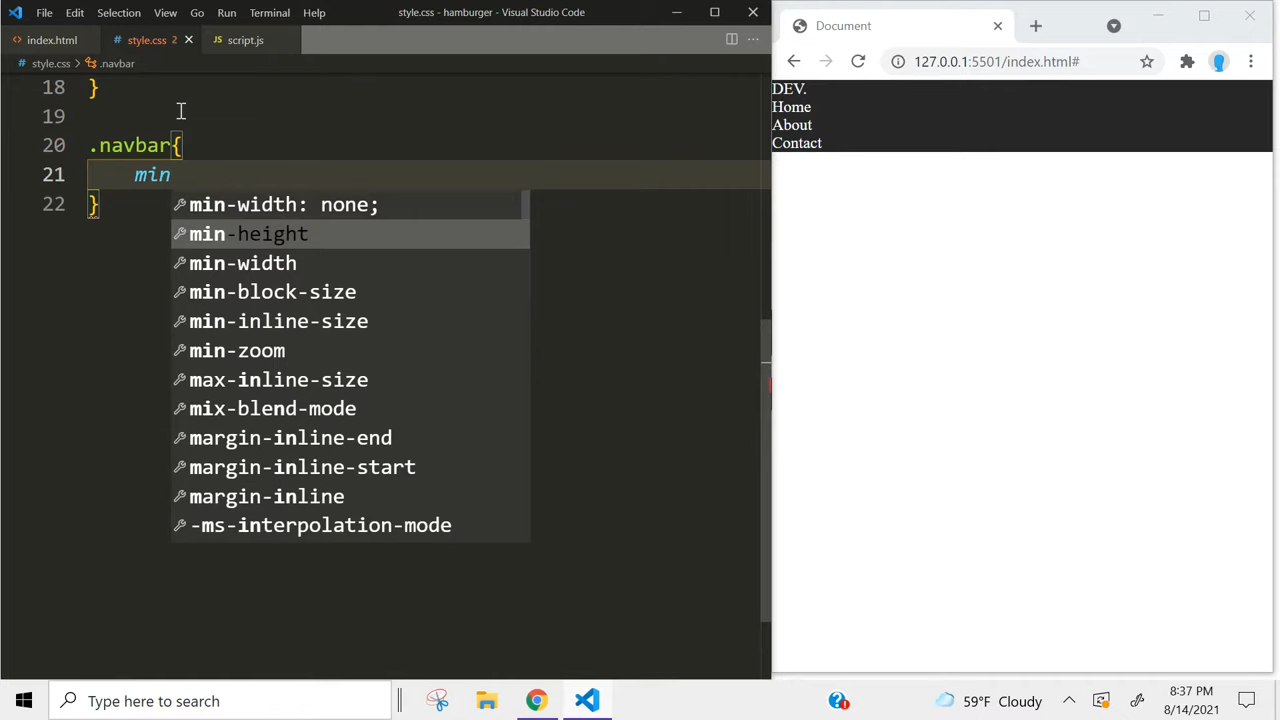 File Edit Selection View Go Run Terminal Help style.css - hamburger - Visual Studio Code
index.html # style.css 2 script.js
# style.css > .navbar
18 }
19
20 .navbar{
21 min
22 }
min-width: none;
min-height
min-width
min-block-size
min-inline-size
min-zoom
max-inline-size
mix-blend-mode
margin-inline-end
margin-inline-start
margin-inline
-ms-interpolation-mode
Document
127.0.0.1:5501/index.html#
DEV.
Home
About
Contact
Type here to search
59°F Cloudy
8:37 PM
8/14/2021